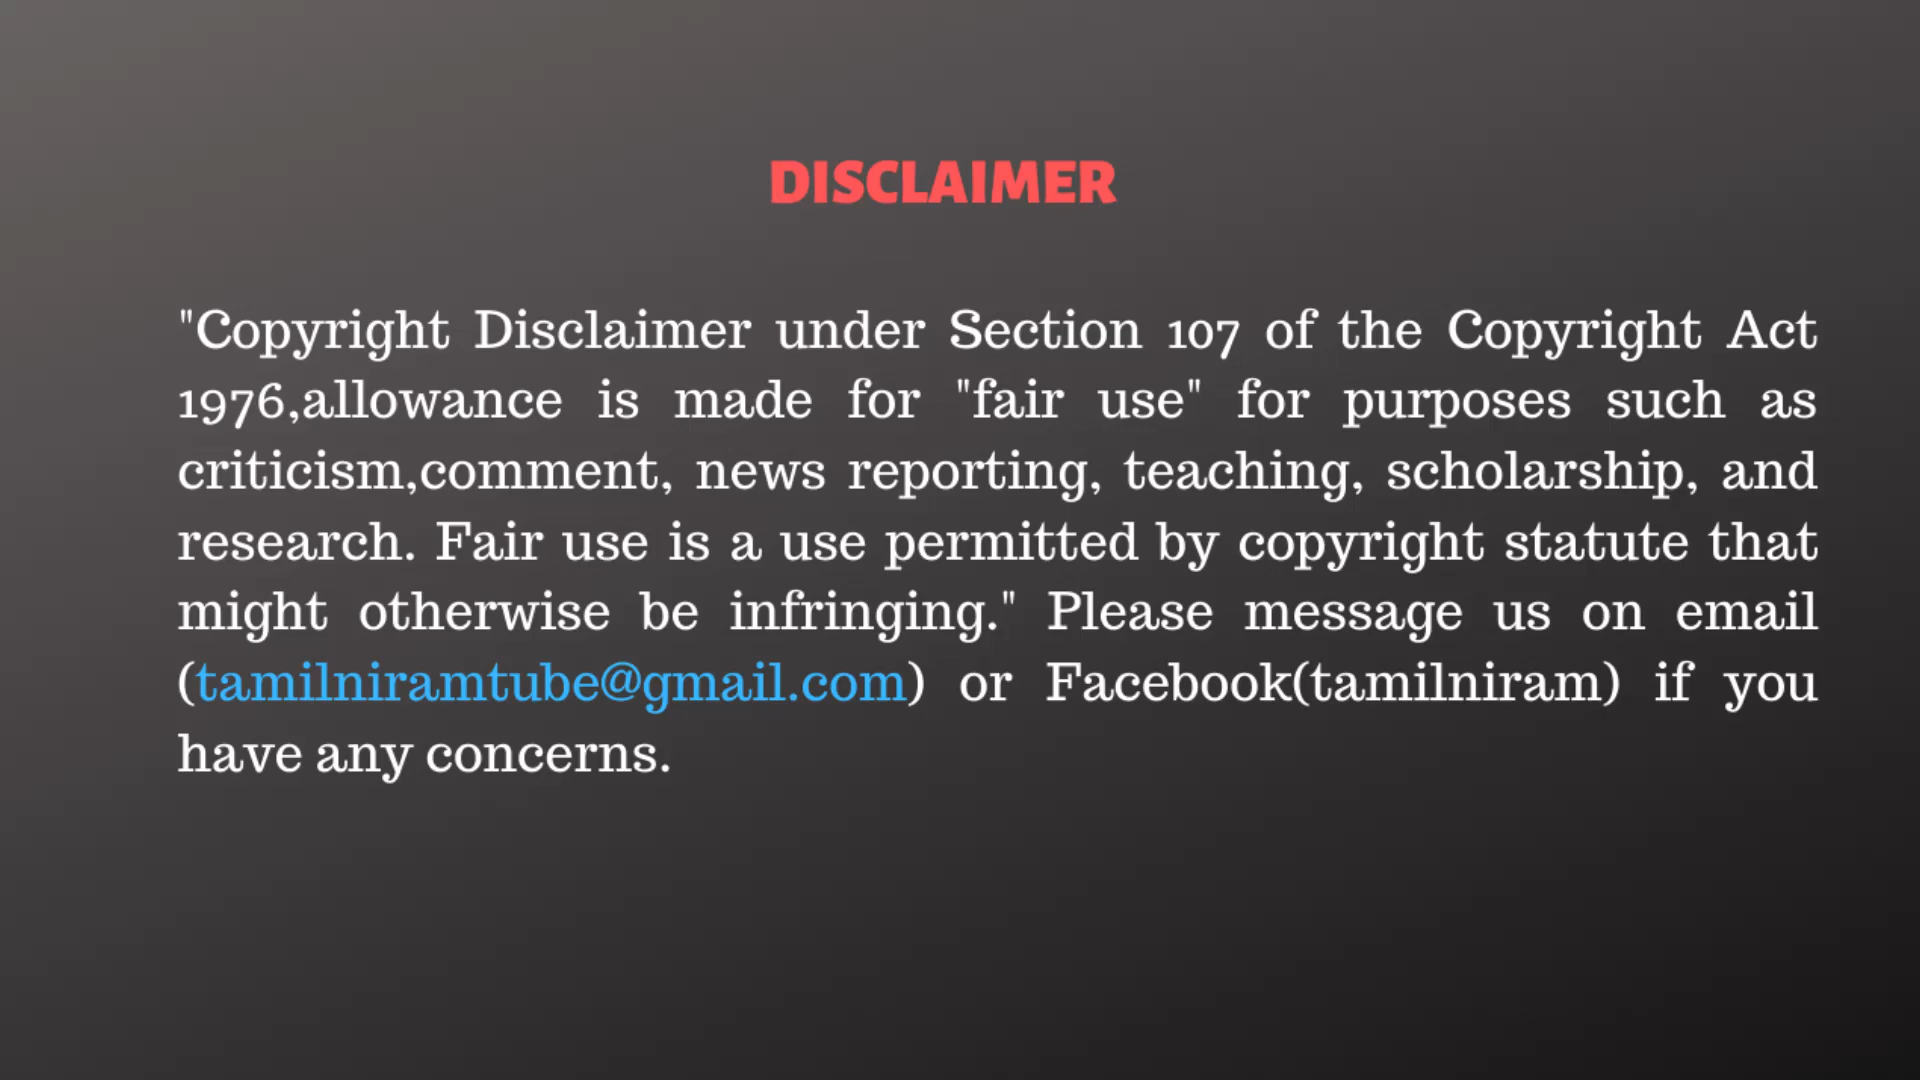 DISCLAIMER
"Copyright Disclaimer under Section 107 of the Copyright Act
1976,allowance is made for "fair use" for purposes such as
criticism,comment, news reporting, teaching, scholarship, and
research. Fair use is a use permitted by copyright statute that
might otherwise be infringing." Please message us on email
(tamilniramtube@gmail.com) or Facebook(tamilniram) if you
have any concerns.